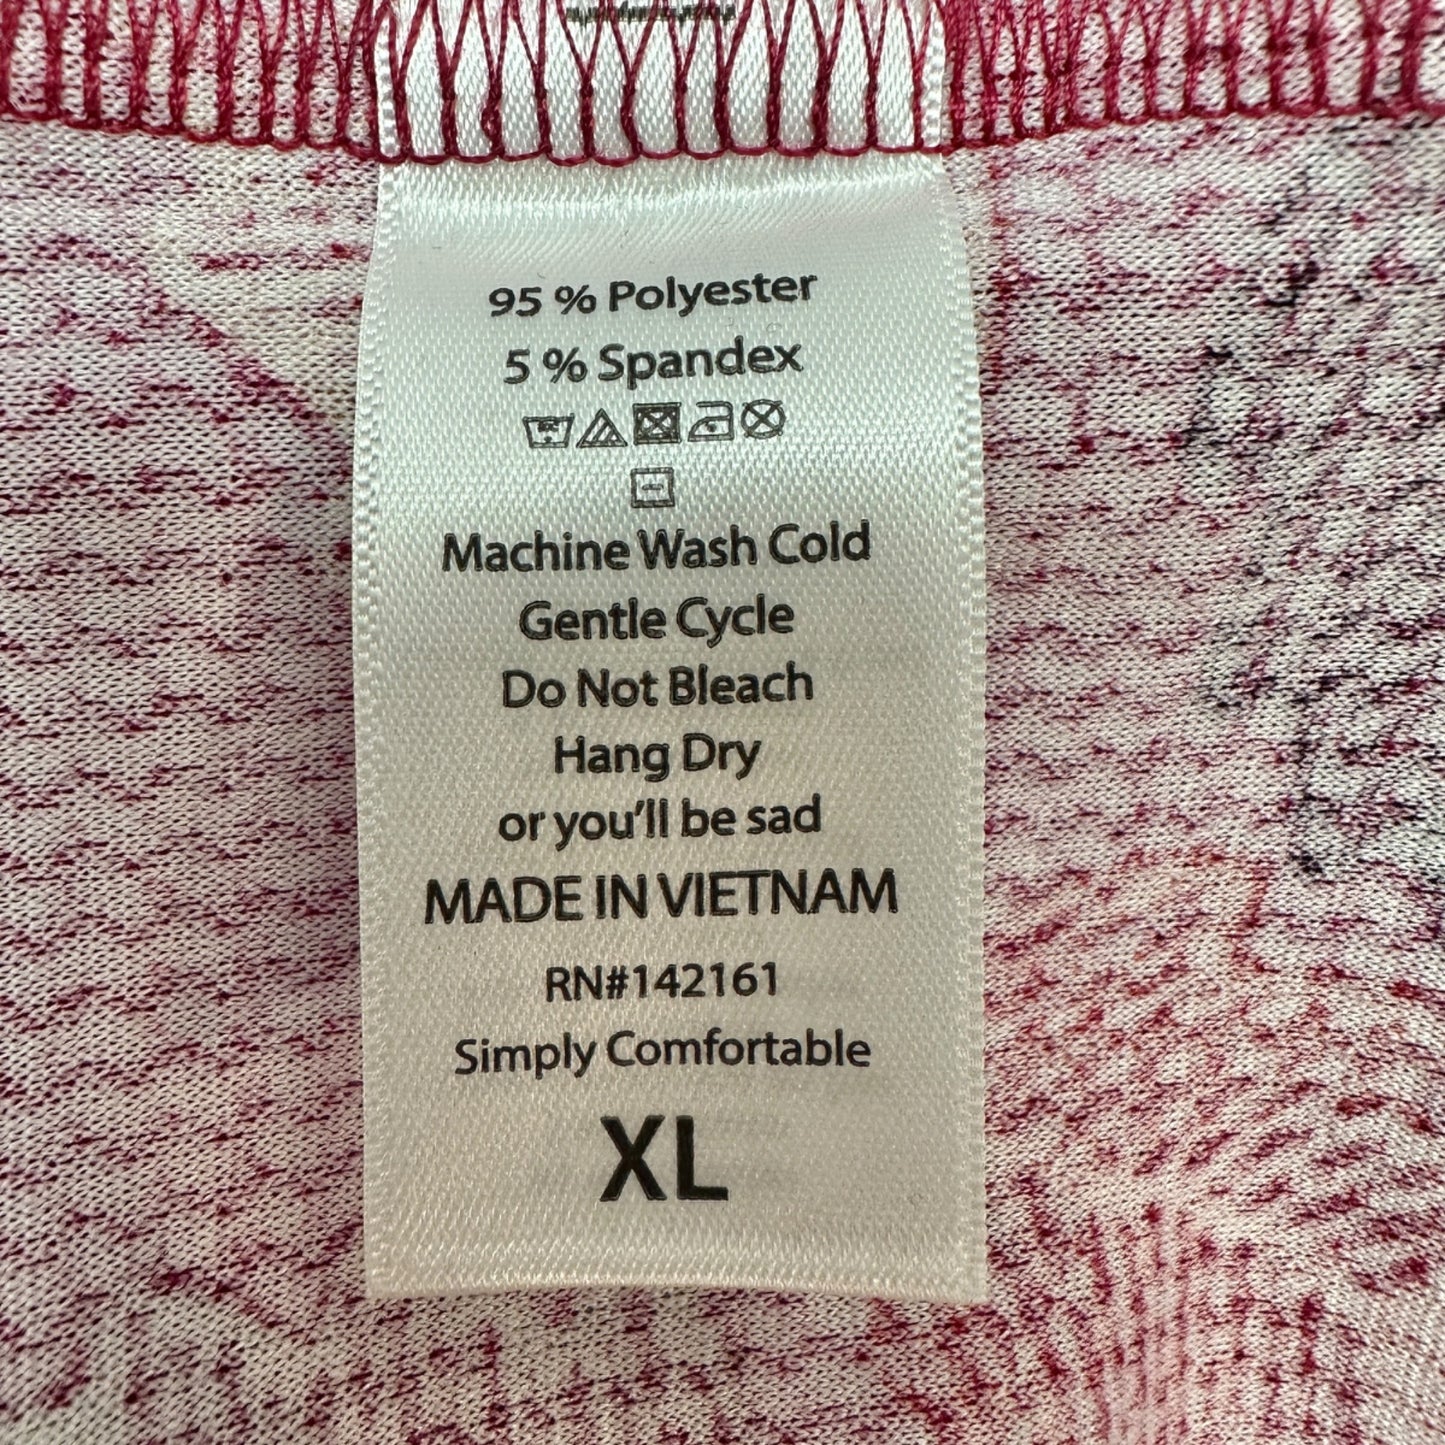 95 % Polyester
5 % Spandex
Machine Wash Cold
Gentle Cycle
Do Not Bleach
Hang Dry
or you'll be sad
MADE IN VIETNAM
RN#142161
Simply Comfortable
XL